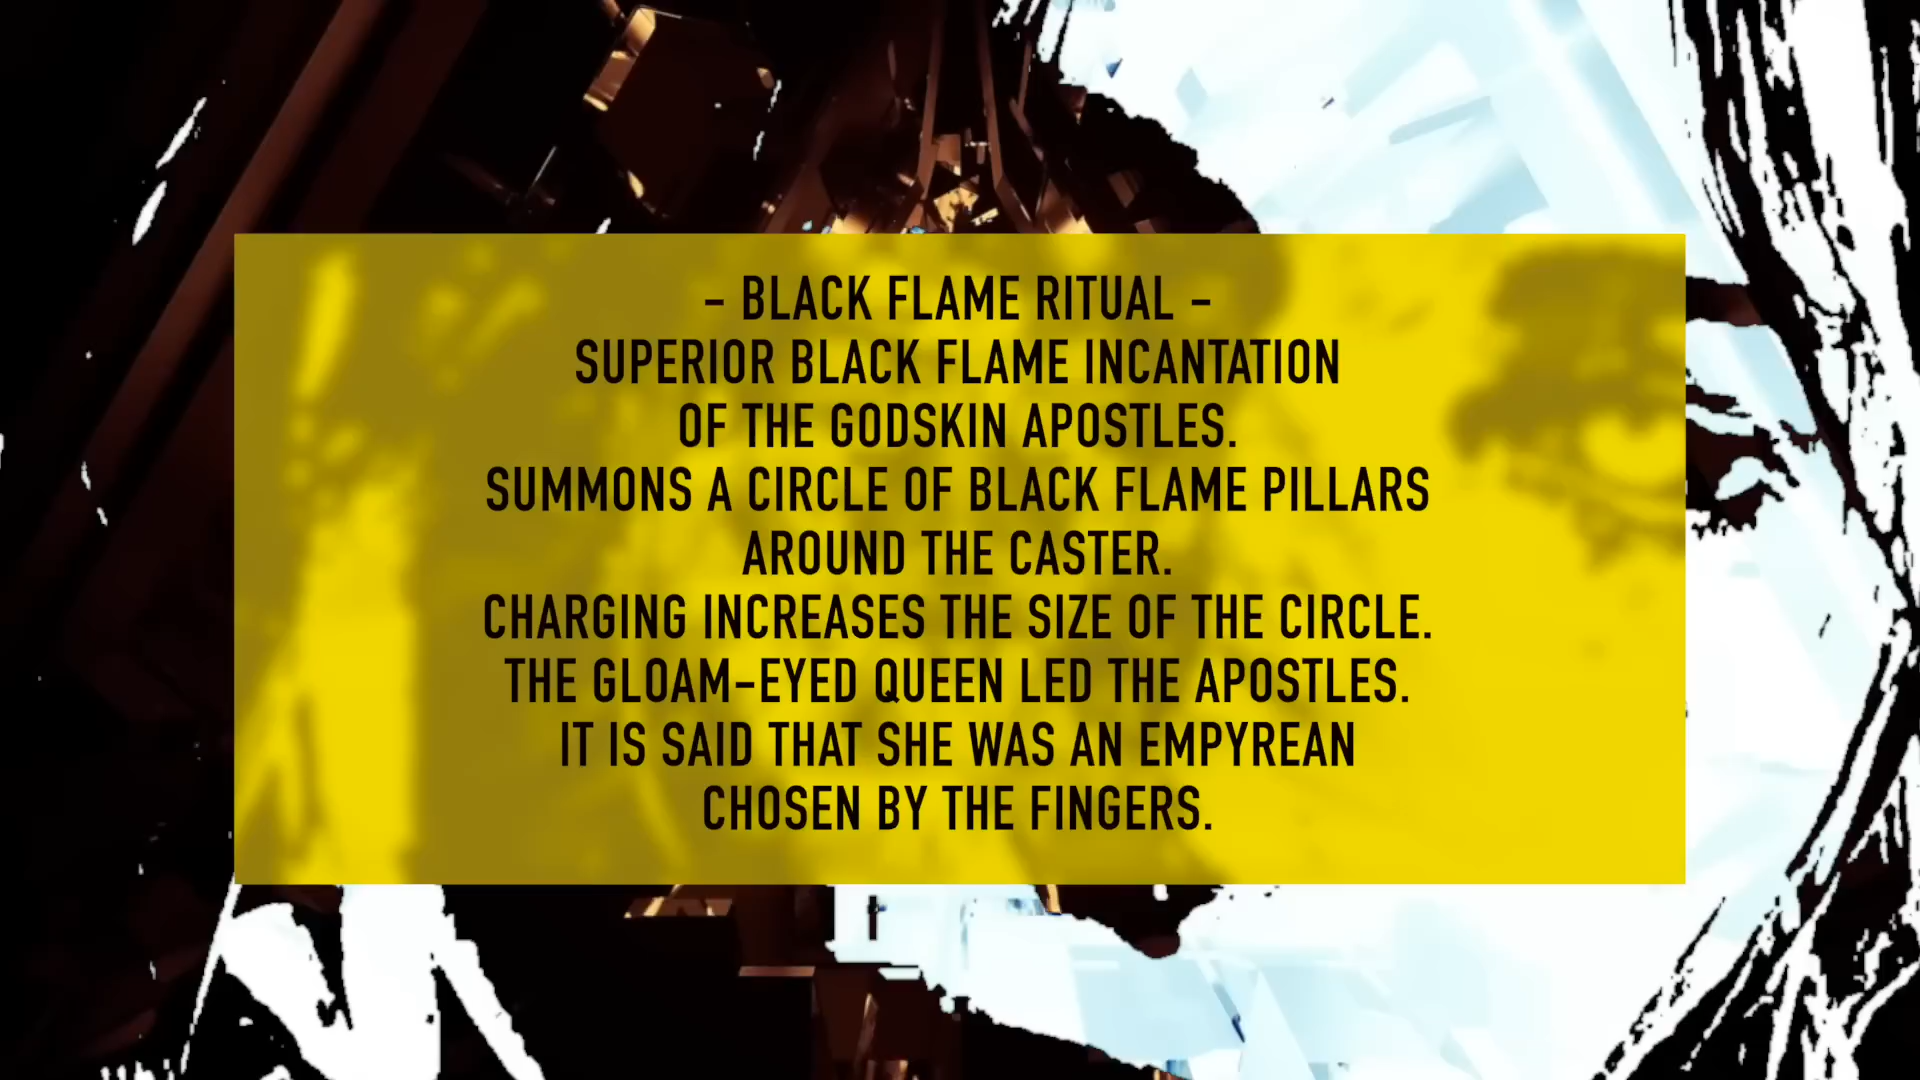 - BLACK FLAME RITUAL -
SUPERIOR BLACK FLAME INCANTATION
OF THE GODSKIN APOSTLES.
SUMMONS A CIRCLE OF BLACK FLAME PILLARS
AROUND THE CASTER.
CHARGING INCREASES THE SIZE OF THE CIRCLE.
THE GLOAM-EYED QUEEN LED THE APOSTLES.
IT IS SAID THAT SHE WAS AN EMPYREAN
CHOSEN BY THE FINGERS.